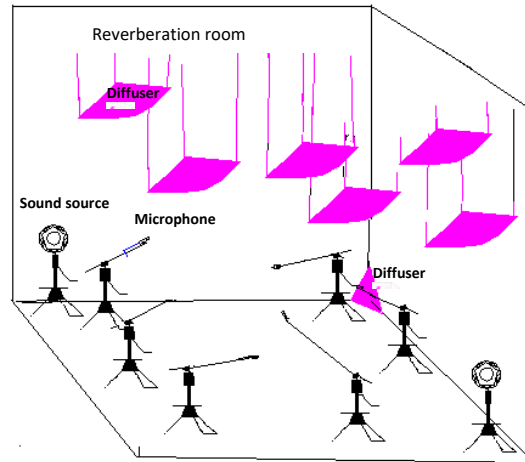 Reverberation room
Diffuser
Sound source
Microphone
Diffuser